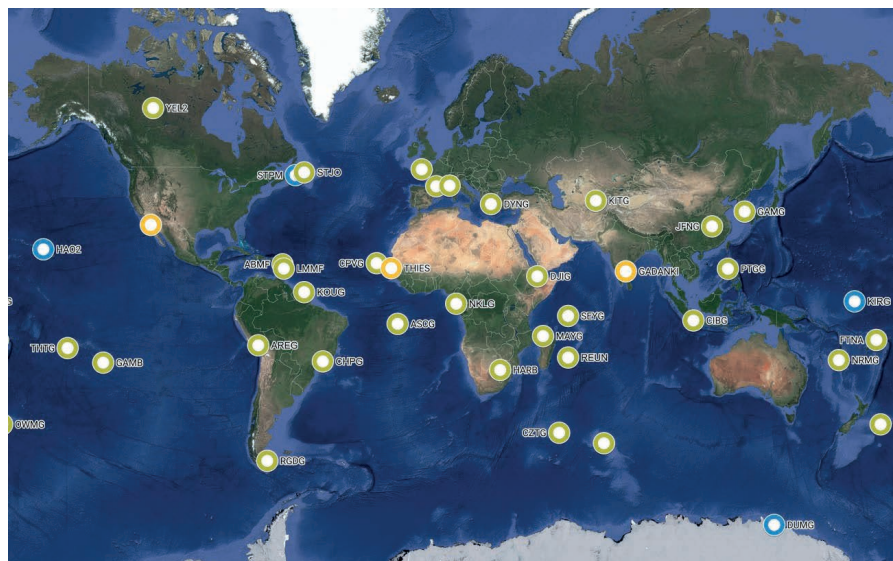 YEL2
STPM
STJO
DYNG
KITG
GAMG
JFNG
HAO2
ABMF
LMMF
CPVG
THIES
DJIG
GADANKI
PTGG
KOUG
NKLG
ASCG
SEYG
CIBG
KIRG
THTG
GAMB
AREG
CHPG
MAYG
REUN
HARB
FTNA
NRMG
OWMG
CZTG
RGDG
DUMG